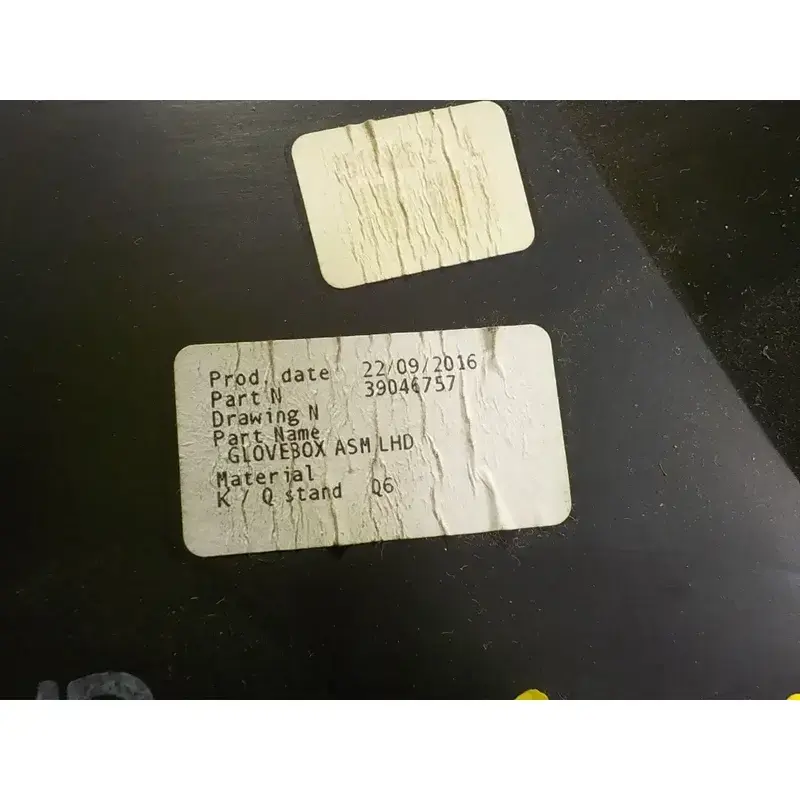 Prod. date 22/09/2016
Part N 39046757
Drawing N
Part Name
GLOVEBOX ASM LHD
Material
K / Q stand Q6